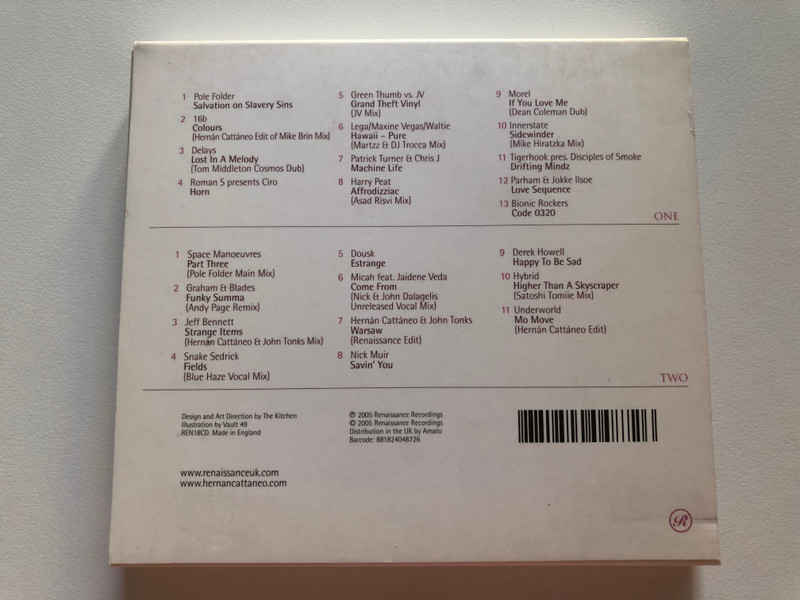 1 Pole Folder
Salvation on Slavery Sins
2 16b
Colours
(Hernán Cattáneo Edit of Mike Brin Mix)
3 Delays
Lost In A Melody
(Tom Middleton Cosmos Dub)
4 Roman S presents Ciro
Horn
5 Green Thumb vs. JV
Grand Theft Vinyl
(JV Mix)
6 Lega/Maxine Vegas/Waltie
Hawaii – Pure
(Martzz & DJ Trocca Mix)
7 Patrick Turner & Chris J
Machine Life
8 Harry Peat
Affrodizziac
(Asad Risvi Mix)
9 Morel
If You Love Me
(Dean Coleman Dub)
10 Innerstate
Sidewinder
(Mike Hiratzka Mix)
11 Tigerhook pres. Disciples of Smoke
Drifting Mindz
12 Parham & Jokke Ilsoe
Love Sequence
13 Bionic Rockers
Code 0320
ONE
1 Space Manoeuvres
Part Three
(Pole Folder Main Mix)
2 Graham & Blades
Funky Summa
(Andy Page Remix)
3 Jeff Bennett
Strange Items
(Hernán Cattáneo & John Tonks Mix)
4 Snake Sedrick
Fields
(Blue Haze Vocal Mix)
5 Dousk
Estrange
6 Micah feat. Jaidene Veda
Come From
(Nick & John Dalagelis
Unreleased Vocal Mix)
7 Hernán Cattáneo & John Tonks
Warsaw
(Renaissance Edit)
8 Nick Muir
Savin' You
9 Derek Howell
Happy To Be Sad
10 Hybrid
Higher Than A Skyscraper
(Satoshi Tomiie Mix)
11 Underworld
Mo Move
(Hernán Cattáneo Edit)
TWO
Design and Art Direction by The Kitchen
Illustration by Vault 49
REN18CD. Made in England
℗ 2005 Renaissance Recordings
© 2005 Renaissance Recordings
Distribution in the UK by Amato
Barcode: 881824048726
www.renaissanceuk.com
www.hernancattaneo.com
R